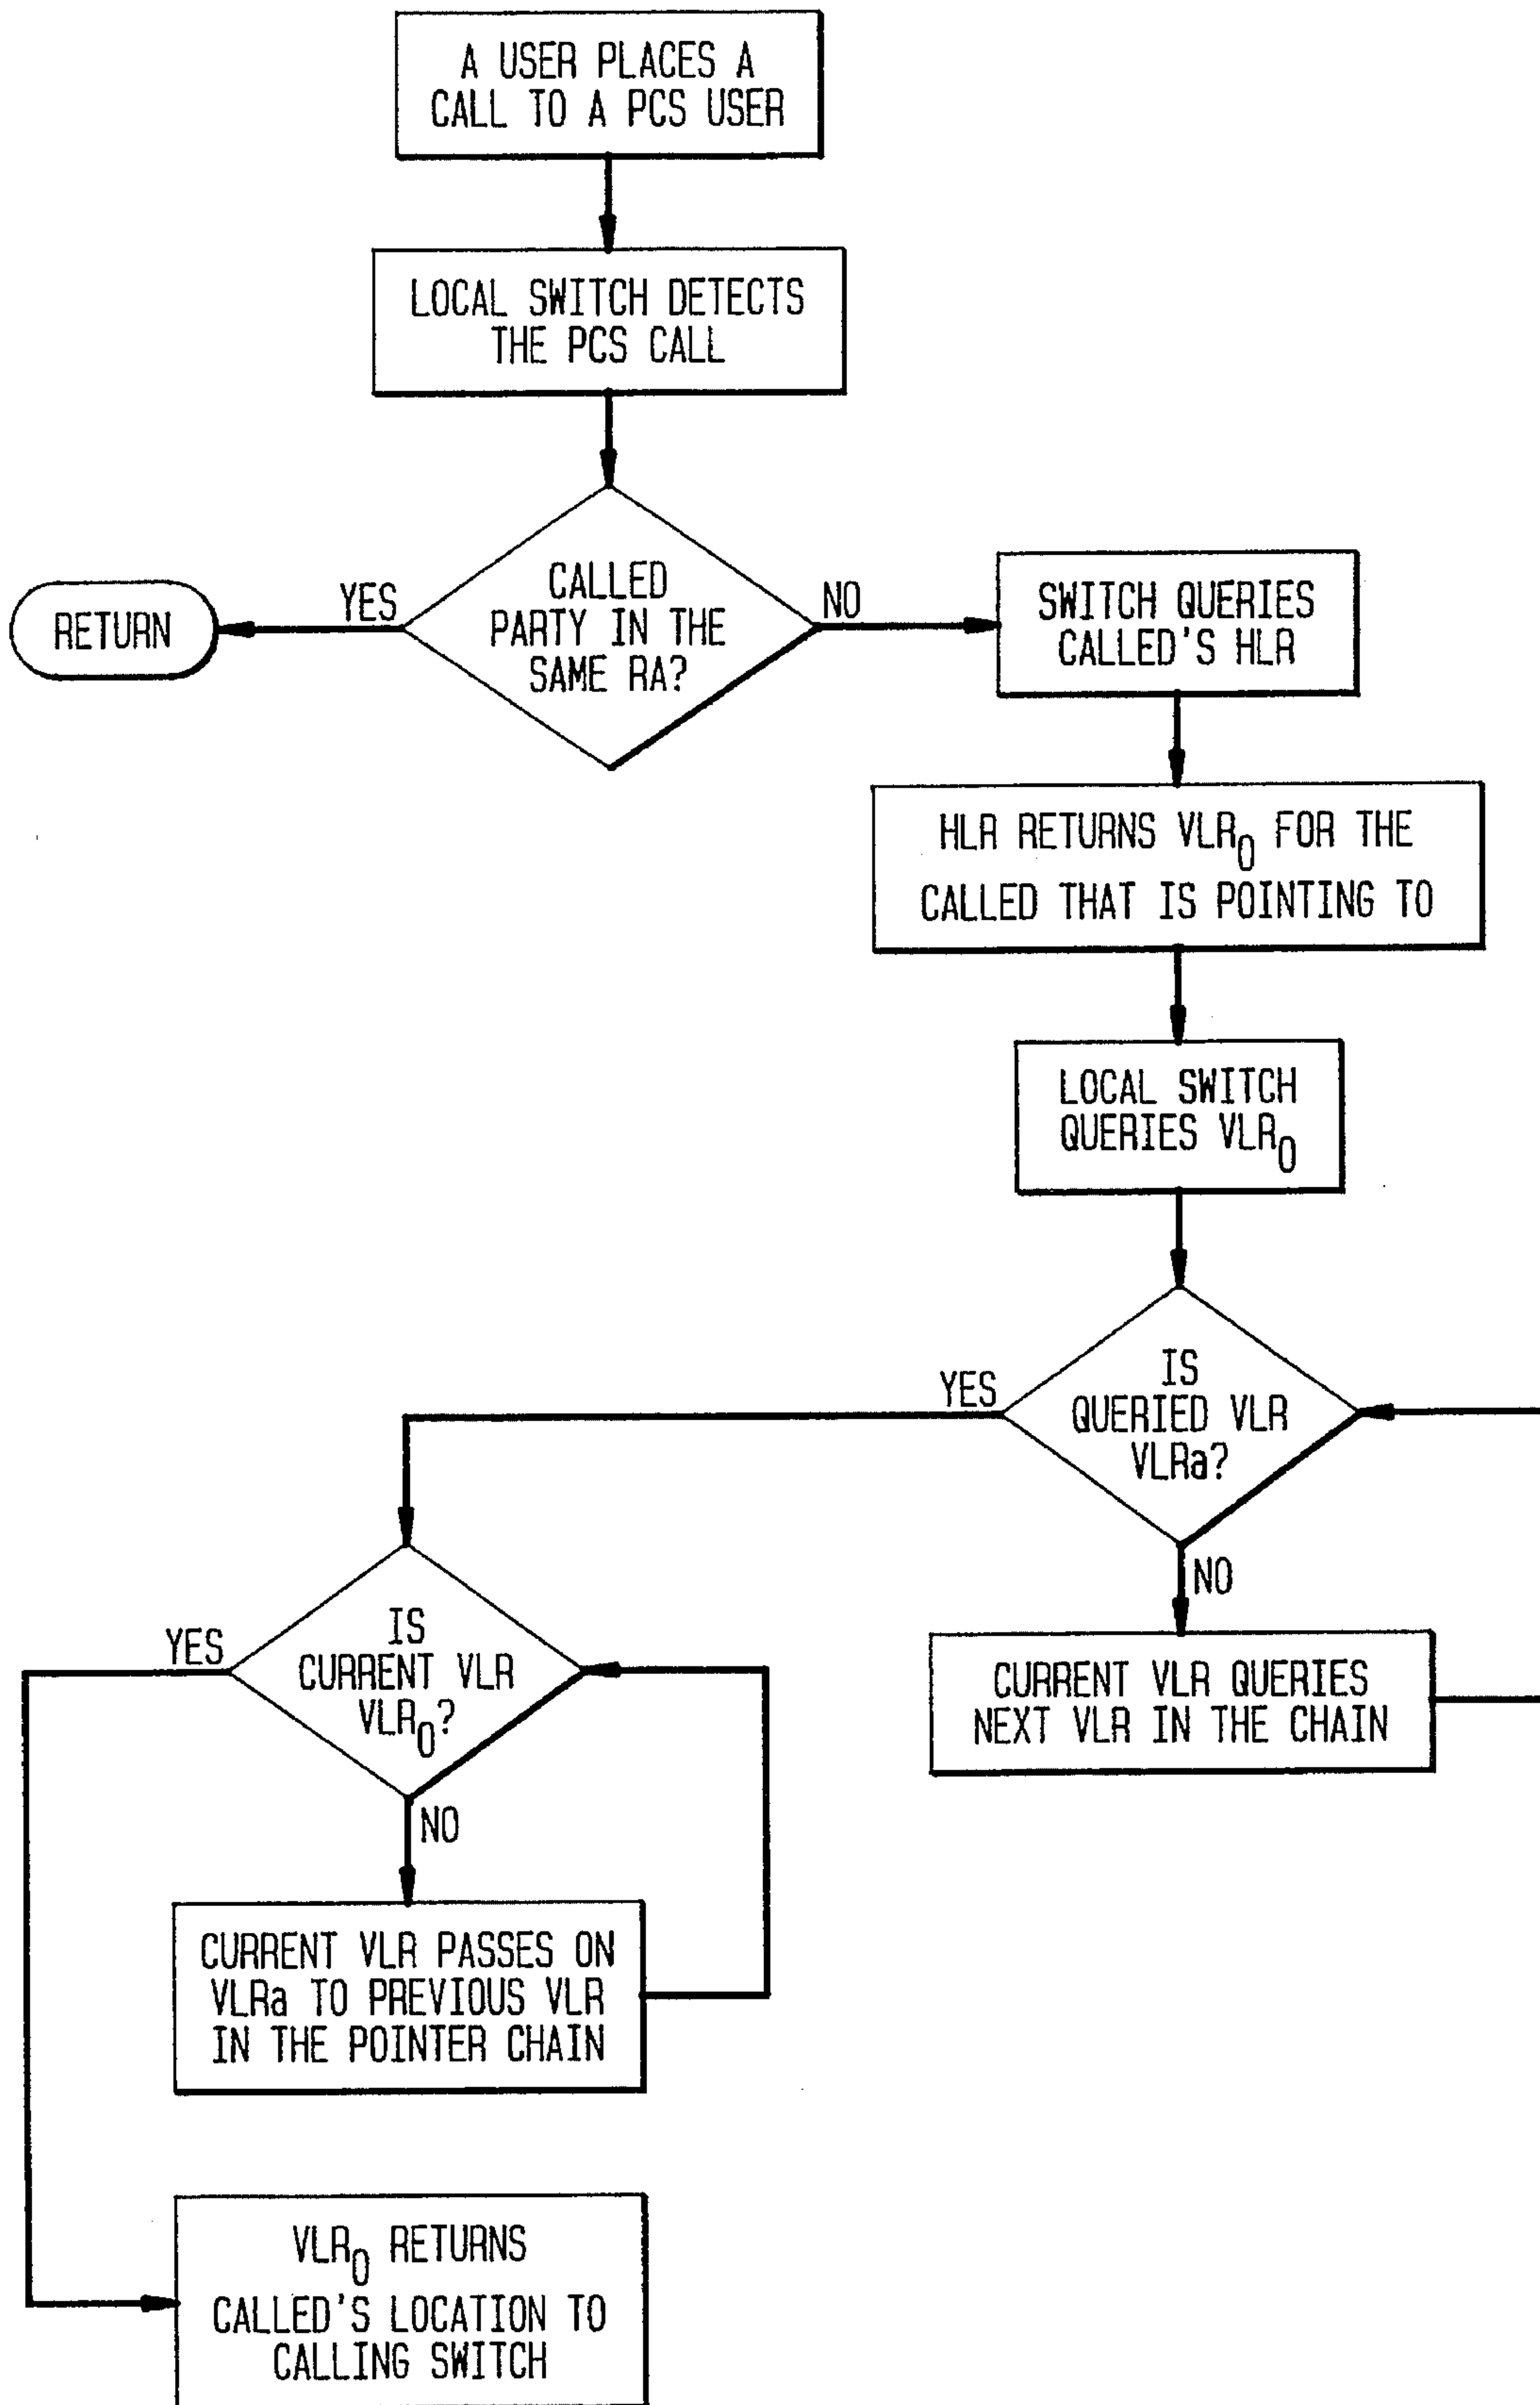 A USER PLACES A
CALL TO A PCS USER
LOCAL SWITCH DETECTS
THE PCS CALL
CALLED
PARTY IN THE
SAME RA?
YES
NO
RETURN
SWITCH QUERIES
CALLED'S HLR
HLR RETURNS VLR₀ FOR THE
CALLED THAT IS POINTING TO
LOCAL SWITCH
QUERIES VLR₀
IS
QUERIED VLR
VLRa?
YES
NO
CURRENT VLR QUERIES
NEXT VLR IN THE CHAIN
IS
CURRENT VLR
VLR₀?
YES
NO
CURRENT VLR PASSES ON
VLRa TO PREVIOUS VLR
IN THE POINTER CHAIN
VLR₀ RETURNS
CALLED'S LOCATION TO
CALLING SWITCH